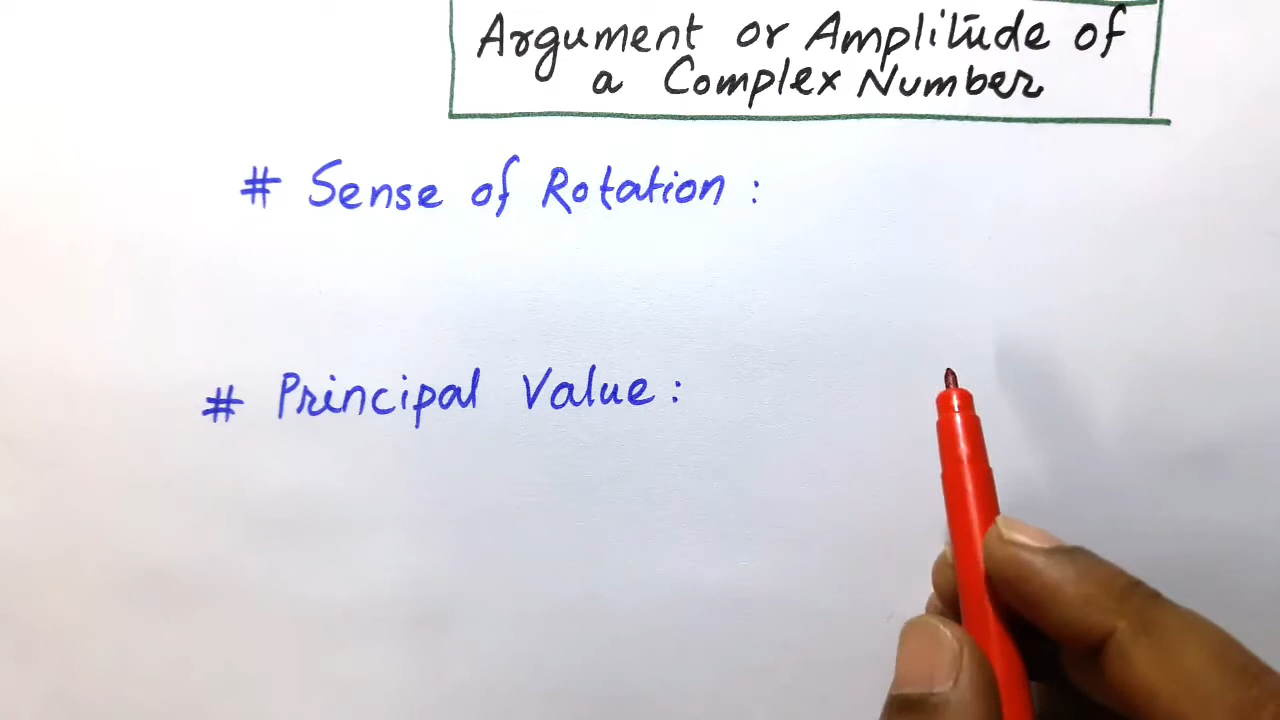 Argument or Amplitude of
a Complex Number
# Sense of Rotation :
# Principal Value :